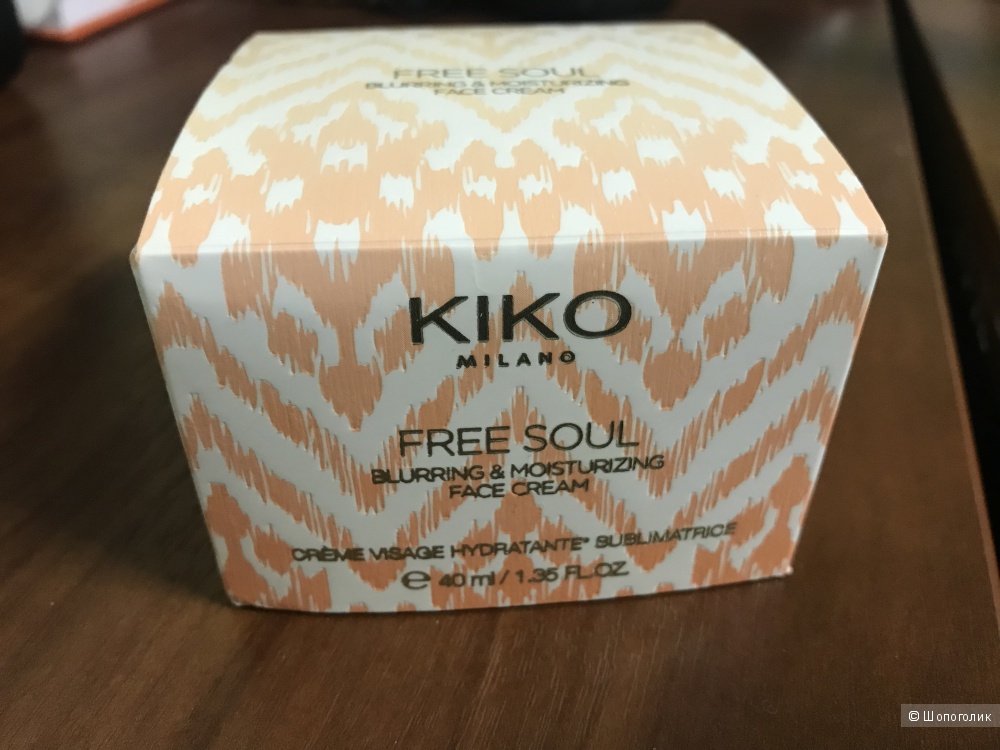 FREE SOUL
BLURRING & MOISTURIZING
FACE CREAM
KIKO
MILANO
FREE SOUL
BLURRING & MOISTURIZING
FACE CREAM
CRÈME VISAGE HYDRATANTE* SUBLIMATRICE
℮ 40 ml / 1.35 FL.OZ.
© Шопоголик